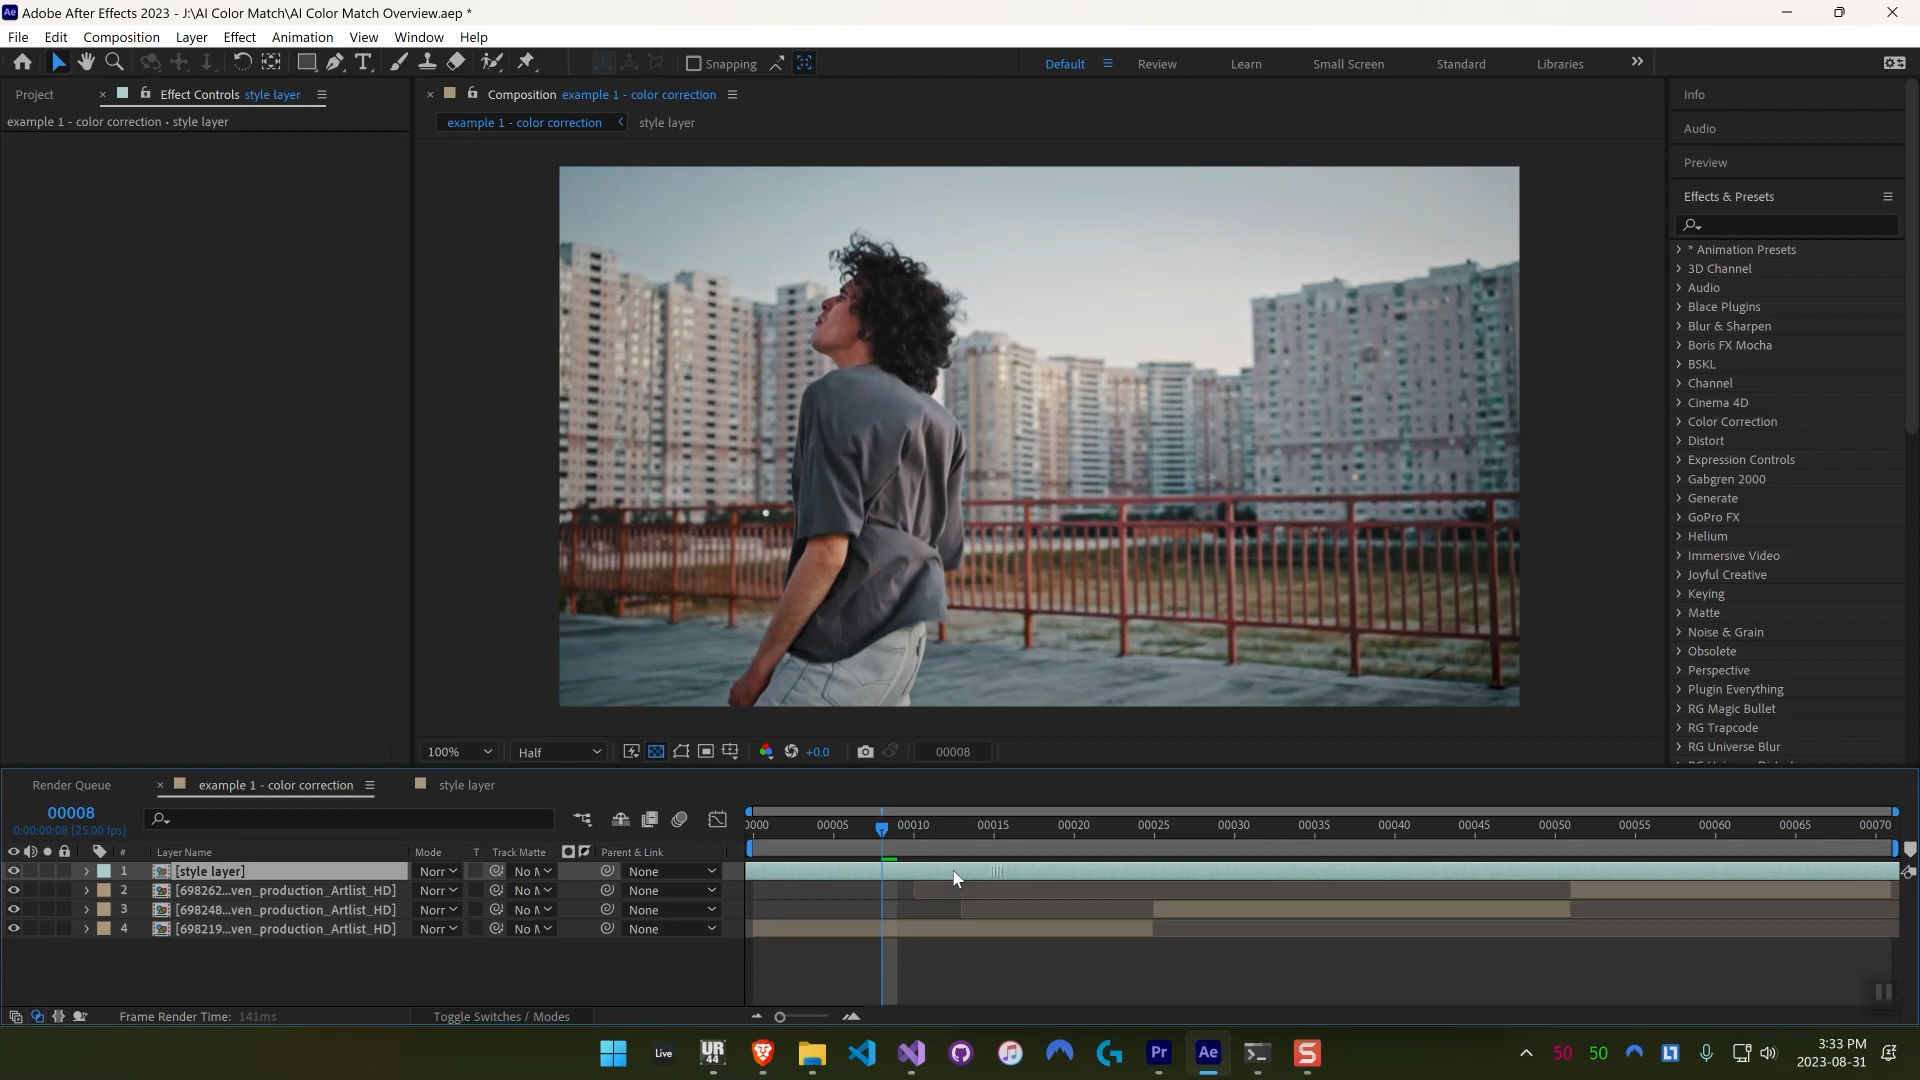 Adobe After Effects 2023 - J:\AI Color Match\AI Color Match Overview.aep *
File Edit Composition Layer Effect Animation View Window Help
Snapping
Default Review Learn Small Screen Standard Libraries
Project Effect Controls style layer
example 1 - color correction • style layer
Composition example 1 - color correction
example 1 - color correction style layer
Info
Audio
Preview
Effects & Presets
* Animation Presets
3D Channel
Audio
Blace Plugins
Blur & Sharpen
Boris FX Mocha
BSKL
Channel
Cinema 4D
Color Correction
Distort
Expression Controls
Gabgren 2000
Generate
GoPro FX
Helium
Immersive Video
Joyful Creative
Keying
Matte
Noise & Grain
Obsolete
Perspective
Plugin Everything
RG Magic Bullet
RG Trapcode
RG Universe Blur
100% Half +0.0 00008
Render Queue example 1 - color correction style layer
00008
0:00:00:08 (25.00 fps)
0000 00005 00010 00015 00020 00025 00030 00035 00040 00045 00050 00055 00060 00065 00070
# Layer Name Mode T Track Matte Parent & Link
1 [style layer] Norr No M None
2 [698262...ven_production_Artlist_HD] Norr No M None
3 [698248...ven_production_Artlist_HD] Norr No M None
4 [698219...ven_production_Artlist_HD] Norr No M None
Frame Render Time: 141ms Toggle Switches / Modes
Live UR 44 Pr Ae S 50 50 LT
3:33 PM
2023-08-31